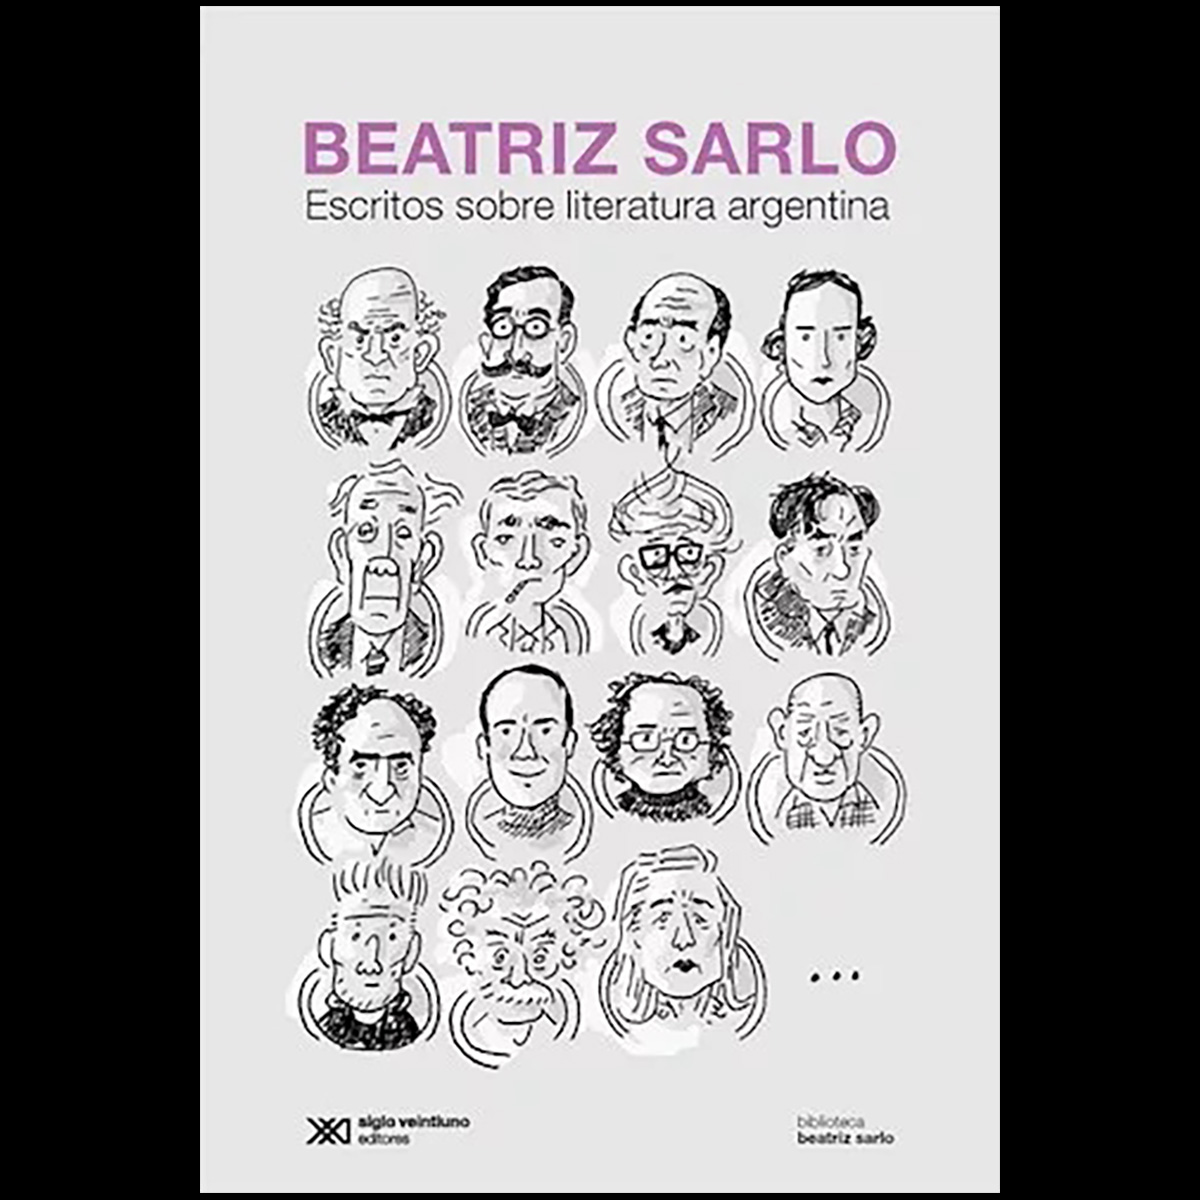 BEATRIZ SARLO
Escritos sobre literatura argentina
siglo veintiuno
editores
biblioteca
beatriz sarlo